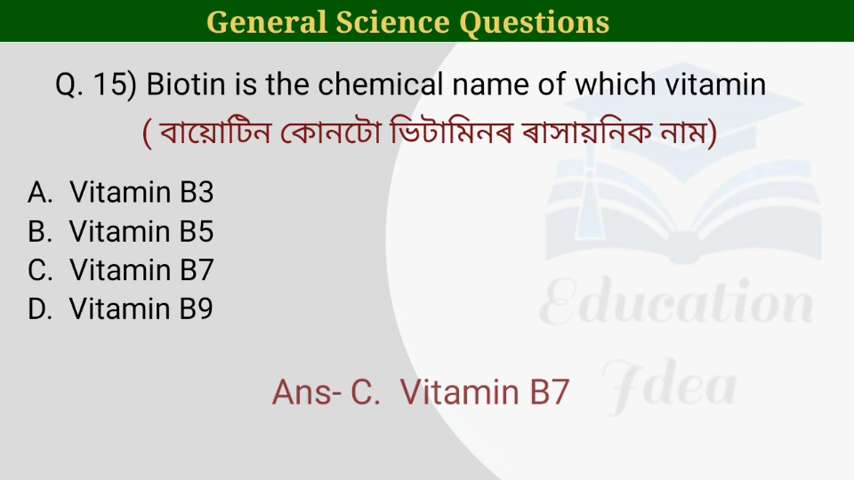 General Science Questions
Q. 15) Biotin is the chemical name of which vitamin
( বায়োটিন কোনটো ভিটামিনৰ ৰাসায়নিক নাম)
A. Vitamin B3
B. Vitamin B5
C. Vitamin B7
D. Vitamin B9
Education
Idea
Ans- C. Vitamin B7